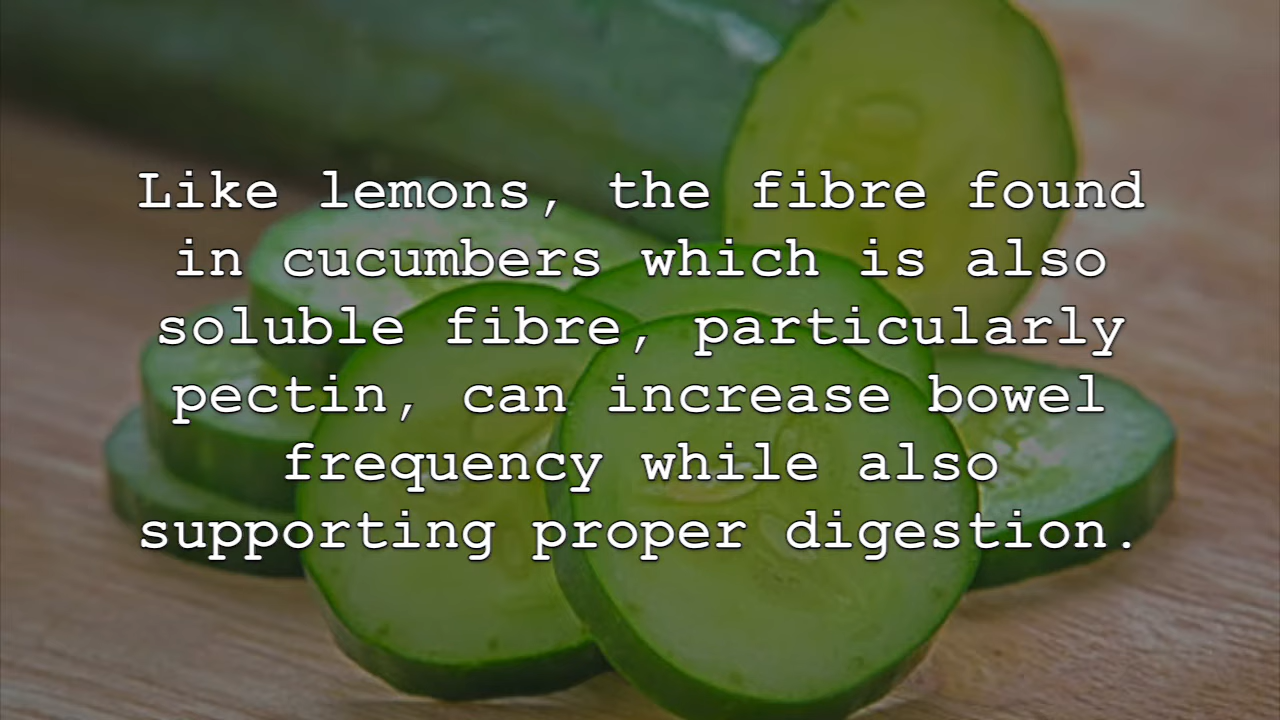 Like lemons, the fibre found
in cucumbers which is also
soluble fibre, particularly
pectin, can increase bowel
frequency while also
supporting proper digestion.